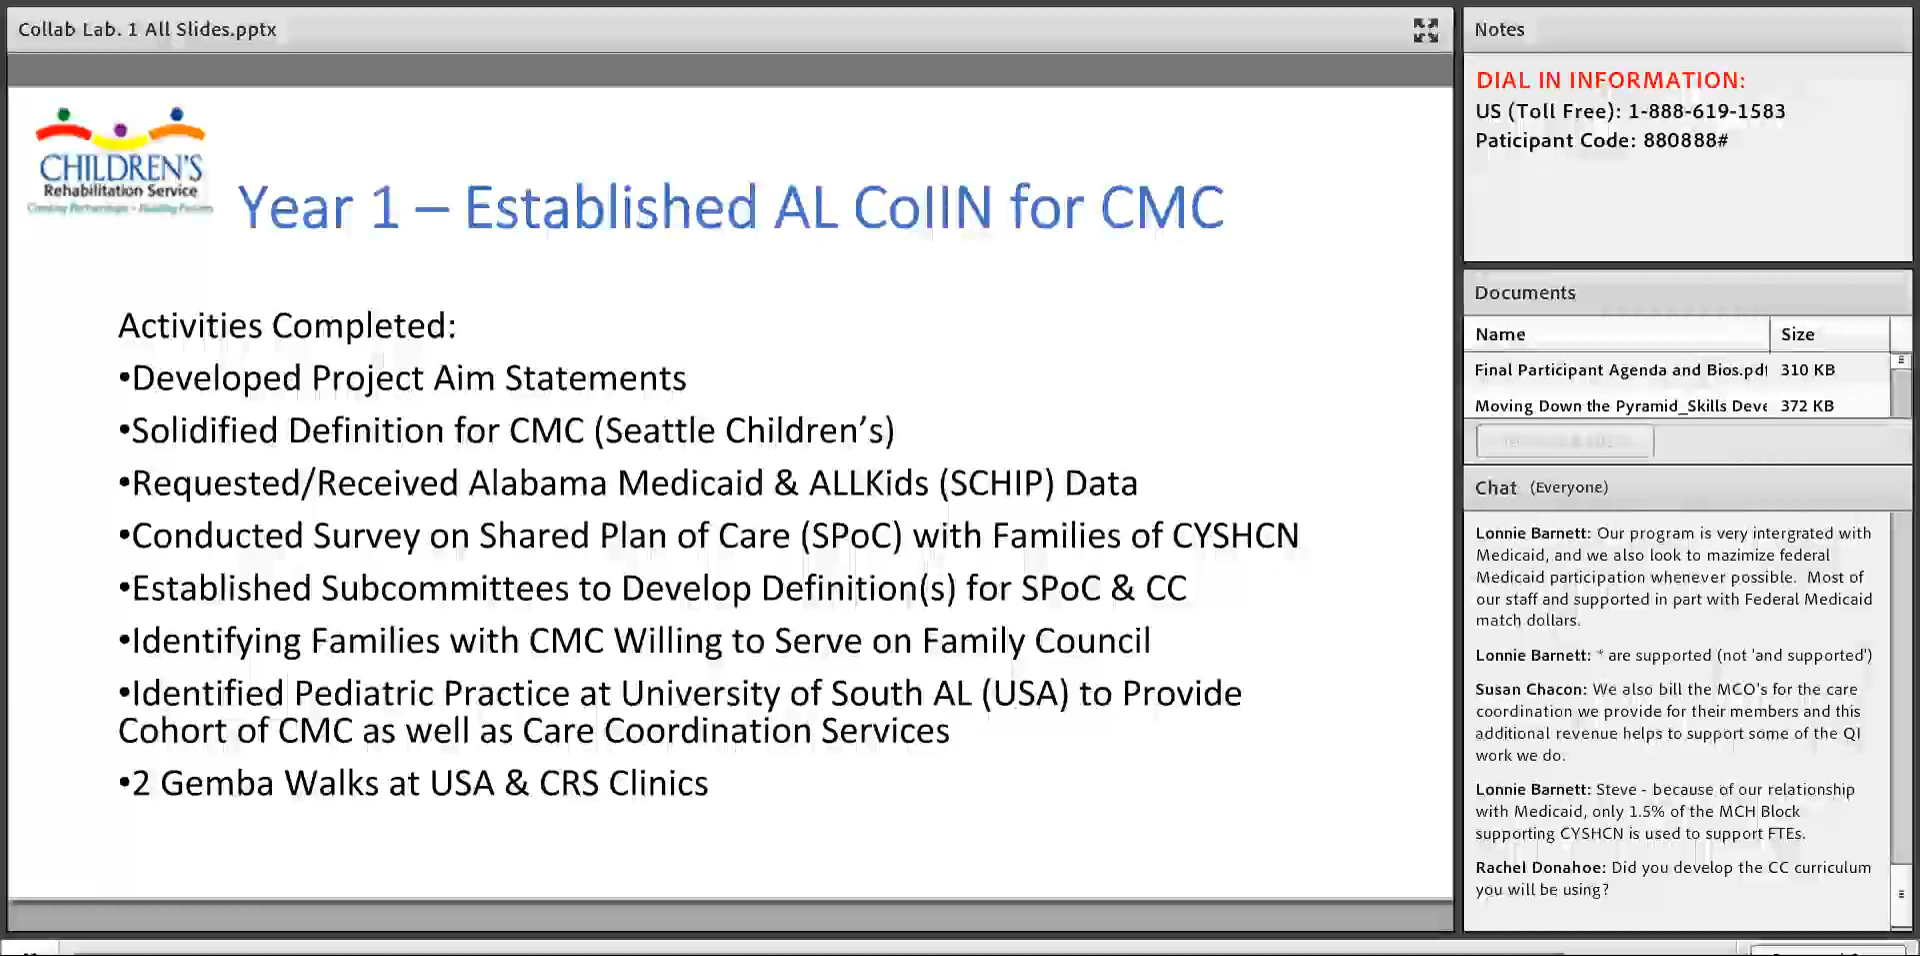 Collab Lab. 1 All Slides.pptx
CHILDREN'S
Rehabilitation Service
Year 1 – Established AL CoIIN for CMC
Activities Completed:
•Developed Project Aim Statements
•Solidified Definition for CMC (Seattle Children's)
•Requested/Received Alabama Medicaid & ALLKids (SCHIP) Data
•Conducted Survey on Shared Plan of Care (SPoC) with Families of CYSHCN
•Established Subcommittees to Develop Definition(s) for SPoC & CC
•Identifying Families with CMC Willing to Serve on Family Council
•Identified Pediatric Practice at University of South AL (USA) to Provide
Cohort of CMC as well as Care Coordination Services
•2 Gemba Walks at USA & CRS Clinics
Notes
DIAL IN INFORMATION:
US (Toll Free): 1-888-619-1583
Paticipant Code: 880888#
Documents
Name Size
Final Participant Agenda and Bios.pdf 310 KB
Moving Down the Pyramid_Skills Deve 372 KB
Chat (Everyone)
Lonnie Barnett: Our program is very intergrated with
Medicaid, and we also look to mazimize federal
Medicaid participation whenever possible. Most of
our staff and supported in part with Federal Medicaid
match dollars.
Lonnie Barnett: * are supported (not 'and supported')
Susan Chacon: We also bill the MCO's for the care
coordination we provide for their members and this
additional revenue helps to support some of the QI
work we do.
Lonnie Barnett: Steve - because of our relationship
with Medicaid, only 1.5% of the MCH Block
supporting CYSHCN is used to support FTEs.
Rachel Donahoe: Did you develop the CC curriculum
you will be using?